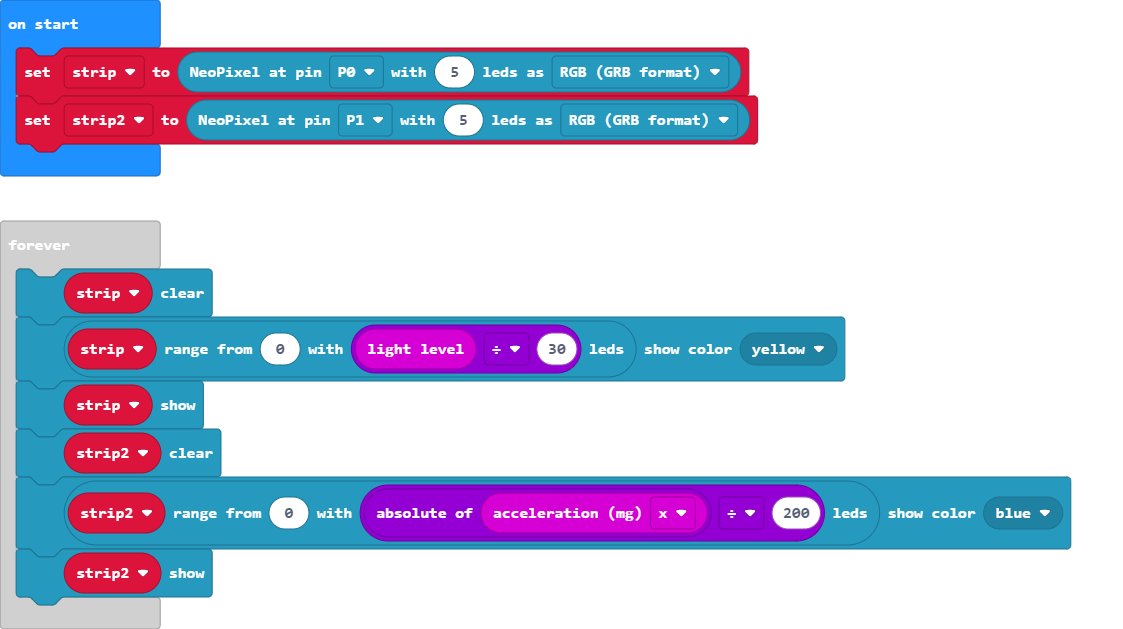 on start
set strip to NeoPixel at pin P0 with 5 leds as RGB (GRB format)
set strip2 to NeoPixel at pin P1 with 5 leds as RGB (GRB format)
forever
strip clear
strip range from 0 with light level ÷ 30 leds show color yellow
strip show
strip2 clear
strip2 range from 0 with absolute of acceleration (mg) x ÷ 200 leds show color blue
strip2 show